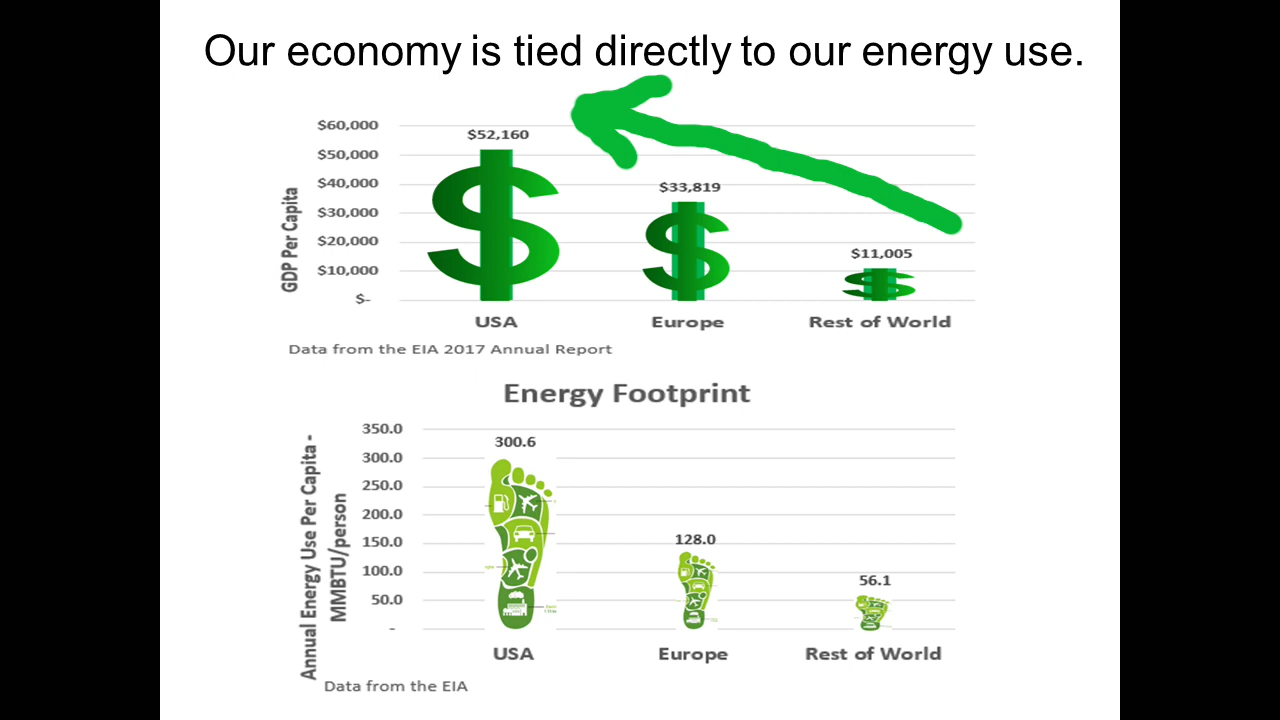 Our economy is tied directly to our energy use.
GDP Per Capita
$60,000
$50,000
$40,000
$30,000
$20,000
$10,000
$-
$52,160
$33,819
$11,005
USA
Europe
Rest of World
Data from the EIA 2017 Annual Report
Energy Footprint
Annual Energy Use Per Capita -
MMBTU/person
350.0
300.0
250.0
200.0
150.0
100.0
50.0
-
300.6
128.0
56.1
USA
Europe
Rest of World
Data from the EIA